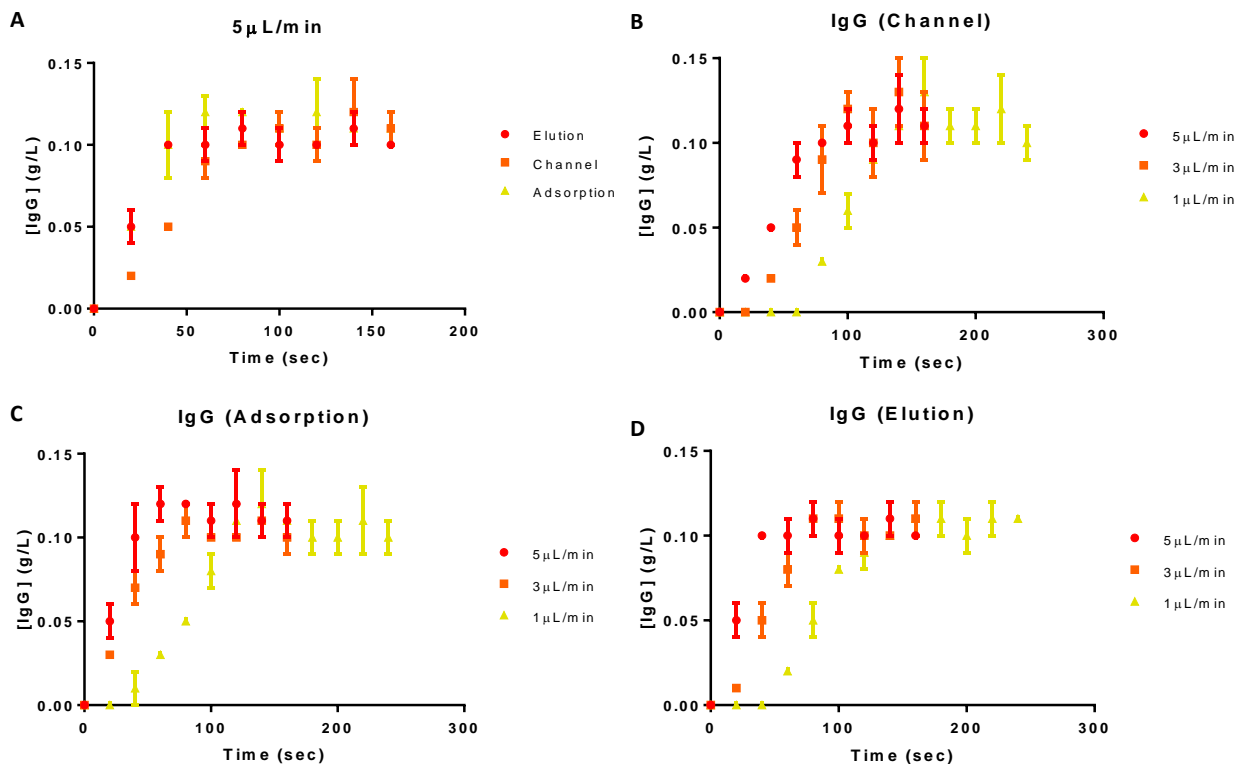 A
5μL/min
0.15
0.10
0.05
0.00
[IgG] (g/L)
0
50
100
150
200
Time (sec)
Elution
Channel
Adsorption
B
IgG (Channel)
0.15
0.10
0.05
0.00
[IgG] (g/L)
0
100
200
300
Time (sec)
5μL/min
3μL/min
1μL/min
C
IgG (Adsorption)
0.15
0.10
0.05
0.00
[IgG] (g/L)
0
100
200
300
Time (sec)
5μL/min
3μL/min
1μL/min
D
IgG (Elution)
0.15
0.10
0.05
0.00
[IgG] (g/L)
0
100
200
300
Time (sec)
5μL/min
3μL/min
1μL/min